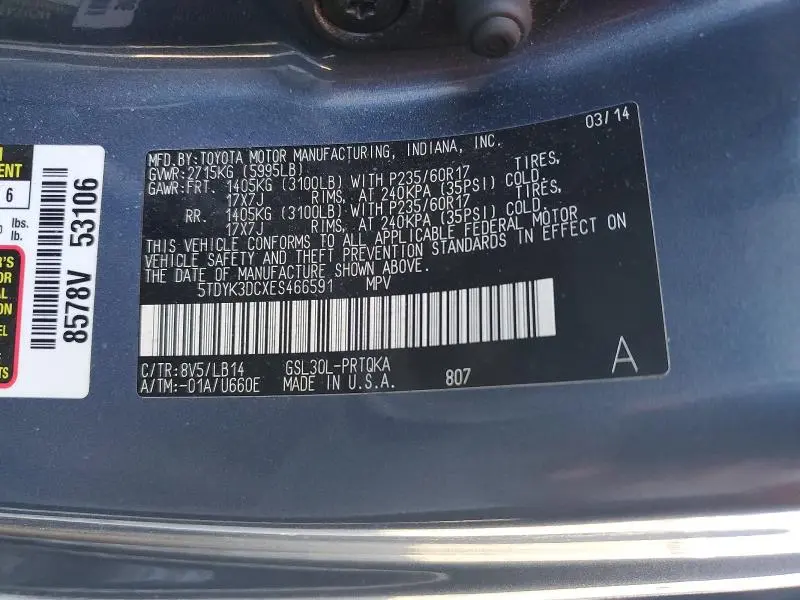 03/14
MFD.BY:TOYOTA MOTOR MANUFACTURING, INDIANA, INC.
GVWR:2715KG (5995LB)
GAWR:FRT. 1405KG (3100LB) WITH P235/60R17 TIRES,
17X7J RIMS, AT 240KPA (35PSI) COLD.
RR. 1405KG (3100LB) WITH P235/60R17 TIRES,
17X7J RIMS, AT 240KPA (35PSI) COLD.
THIS VEHICLE CONFORMS TO ALL APPLICABLE FEDERAL MOTOR
VEHICLE SAFETY AND THEFT PREVENTION STANDARDS IN EFFECT ON
THE DATE OF MANUFACTURE SHOWN ABOVE.
5TDYK3DCXES466591 MPV
C/TR:8V5/LB14 GSL30L-PRTQKA
A/TM:-01A/U660E MADE IN U.S.A. 807
A
6
lbs.
lb.
8578V 53106